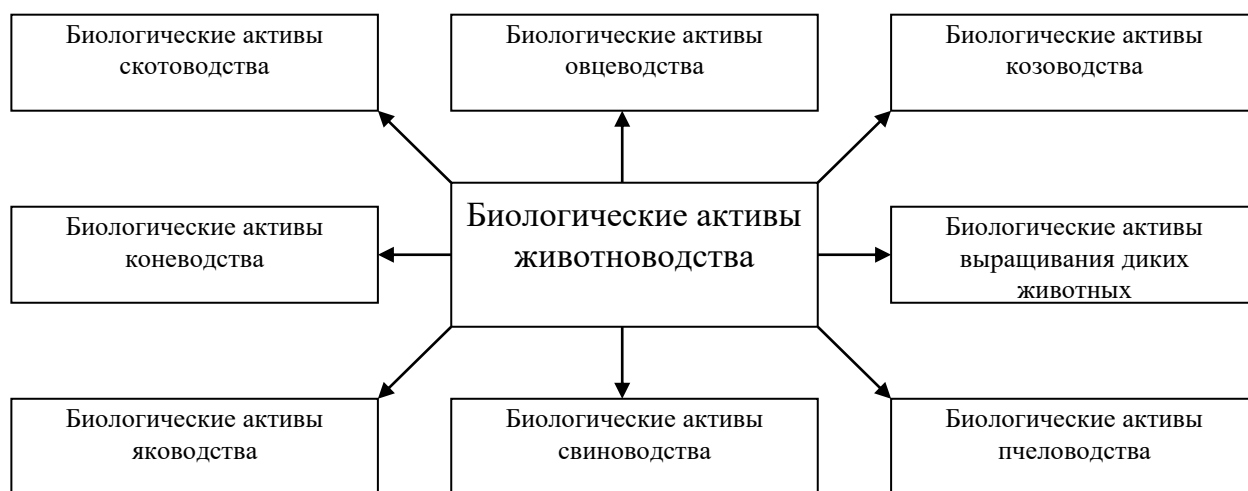 Биологические активы
скотоводства
Биологические активы
овцеводства
Биологические активы
козоводства
Биологические активы
животноводства
Биологические активы
коневодства
Биологические активы
выращивания диких
животных
Биологические активы
яководства
Биологические активы
свиноводства
Биологические активы
пчеловодства